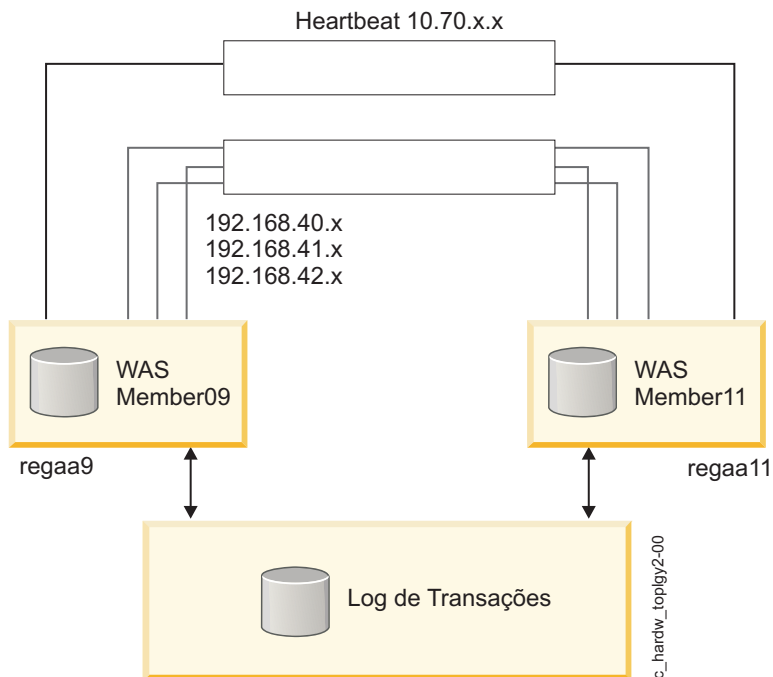 Heartbeat 10.70.x.x
192.168.40.x
192.168.41.x
192.168.42.x
WAS
Member09
WAS
Member11
regaa9
regaa11
Log de Transações
c_hardw_toplgy2-00